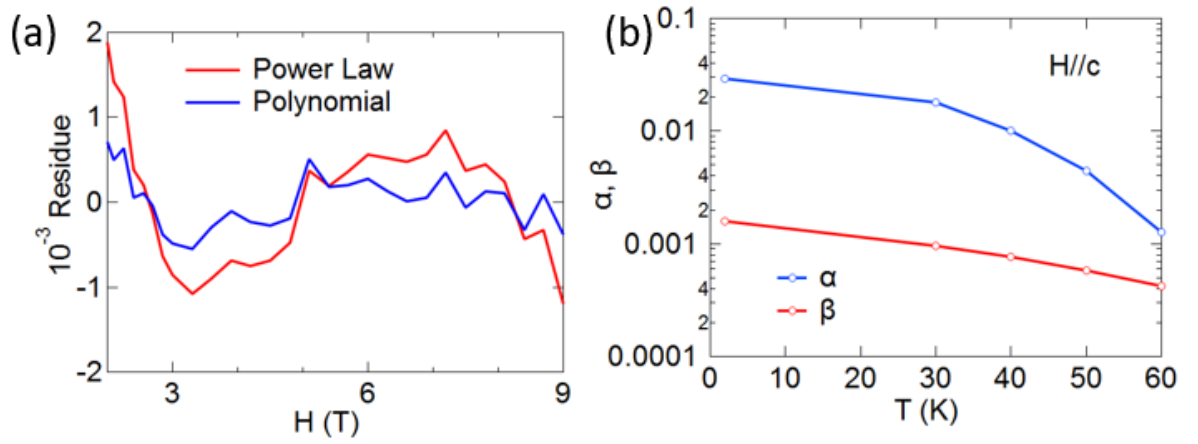 (a)
2
1
0
-1
-2
10⁻³ Residue
Power Law
Polynomial
3
6
9
H (T)
(b)
0.1
4
2
0.01
4
2
0.001
4
2
0.0001
α, β
H//c
α
β
0
10
20
30
40
50
60
T (K)